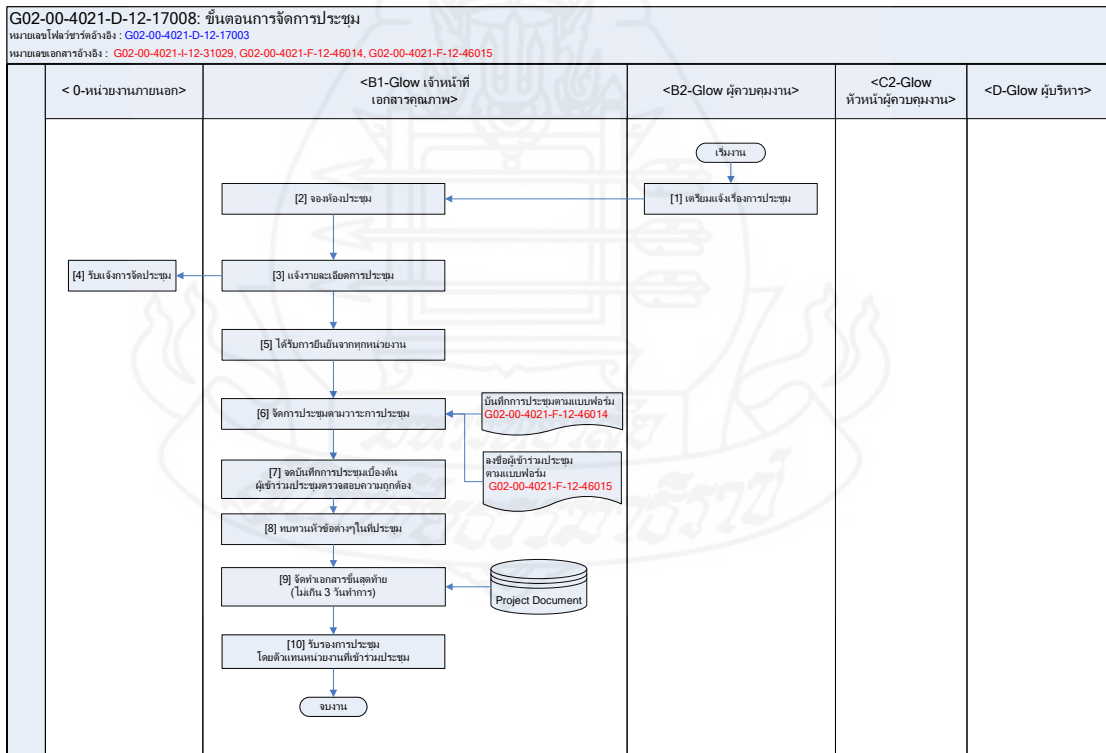 G02-00-4021-D-12-17008: ขั้นตอนการจัดการประชุม
หมายเลขโฟลว์ชาร์ตอ้างอิง : G02-00-4021-D-12-17003
หมายเลขเอกสารอ้างอิง : G02-00-4021-I-12-31029, G02-00-4021-F-12-46014, G02-00-4021-F-12-46015
< 0-หน่วยงานภายนอก>
<B1-Glow เจ้าหน้าที่
เอกสารคุณภาพ>
<B2-Glow ผู้ควบคุมงาน>
<C2-Glow
หัวหน้าผู้ควบคุมงาน>
<D-Glow ผู้บริหาร>
เริ่มงาน
[1] เตรียมแจ้งเรื่องการประชุม
[2] จองห้องประชุม
[3] แจ้งรายละเอียดการประชุม
[4] รับแจ้งการจัดประชุม
[5] ได้รับการยืนยันจากทุกหน่วยงาน
[6] จัดการประชุมตามวาระการประชุม
บันทึกการประชุมตามแบบฟอร์ม
G02-00-4021-F-12-46014
ลงชื่อผู้เข้าร่วมประชุม
ตามแบบฟอร์ม
G02-00-4021-F-12-46015
[7] จดบันทึกการประชุมเบื้องต้น
ผู้เข้าร่วมประชุมตรวจสอบความถูกต้อง
[8] ทบทวนหัวข้อต่างๆในที่ประชุม
[9] จัดทำเอกสารขั้นสุดท้าย
(ไม่เกิน 3 วันทำการ)
Project Document
[10] รับรองการประชุม
โดยตัวแทนหน่วยงานที่เข้าร่วมประชุม
จบงาน